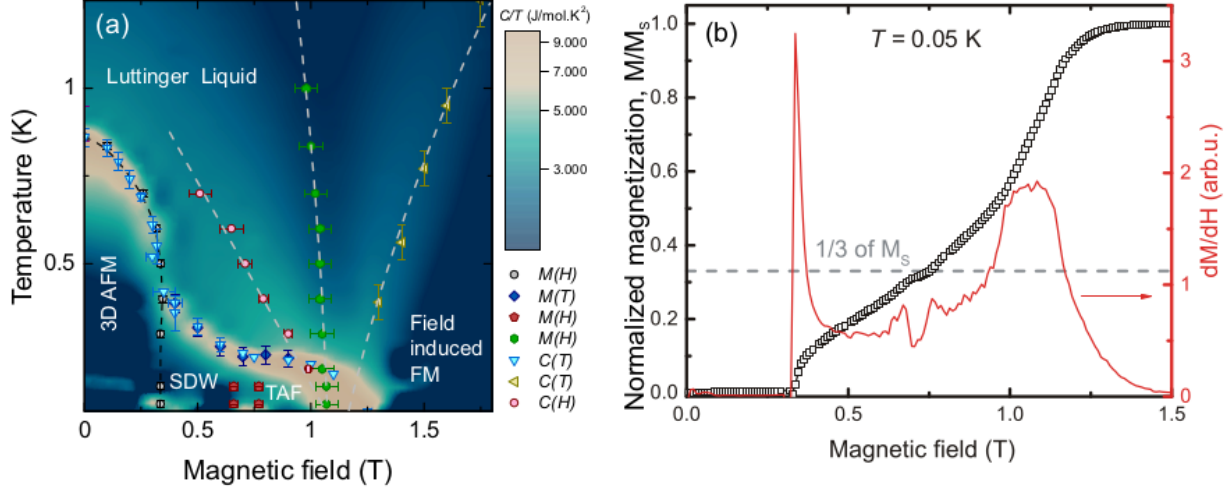 (a)
C/T (J/mol.K²)
9.000
7.000
5.000
3.000
Luttinger Liquid
1
0.5
Temperature (K)
3D AFM
SDW
TAF
Field
induced
FM
M(H)
M(T)
M(H)
M(H)
C(T)
C(T)
C(H)
0
0.5
1
1.5
Magnetic field (T)
(b)
T = 0.05 K
Normalized magnetization, M/Mₛ
1.0
0.8
0.6
0.4
0.2
0.0
1/3 of Mₛ
3
2
1
0
dM/dH (arb.u.)
0.0
0.5
1.0
1.5
Magnetic field (T)